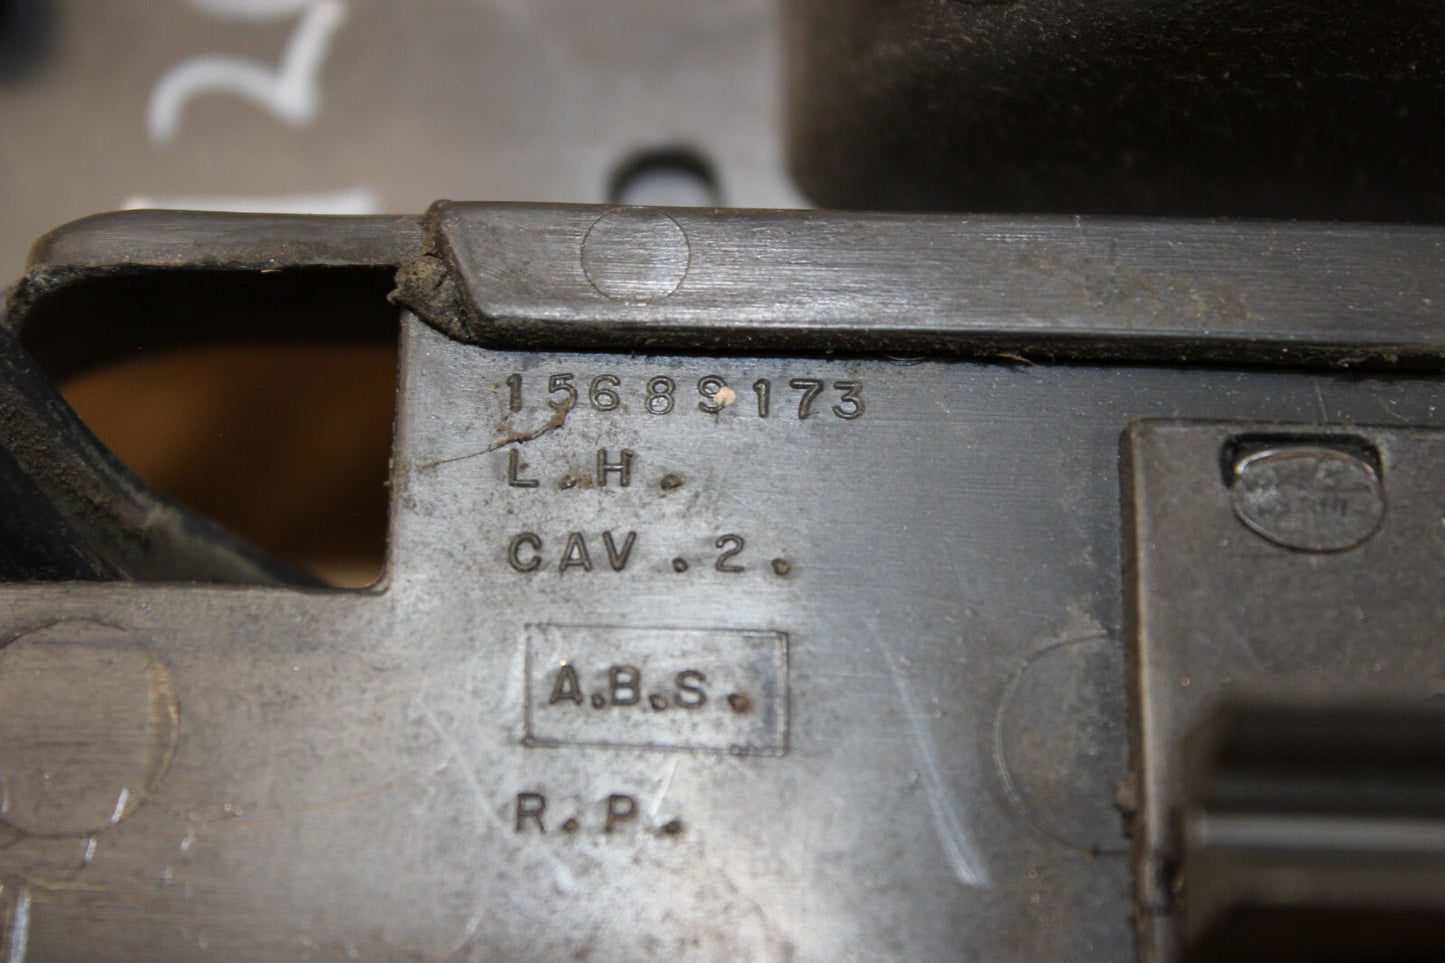 15689173
L.H.
CAV.2.
A.B.S.
R.P.